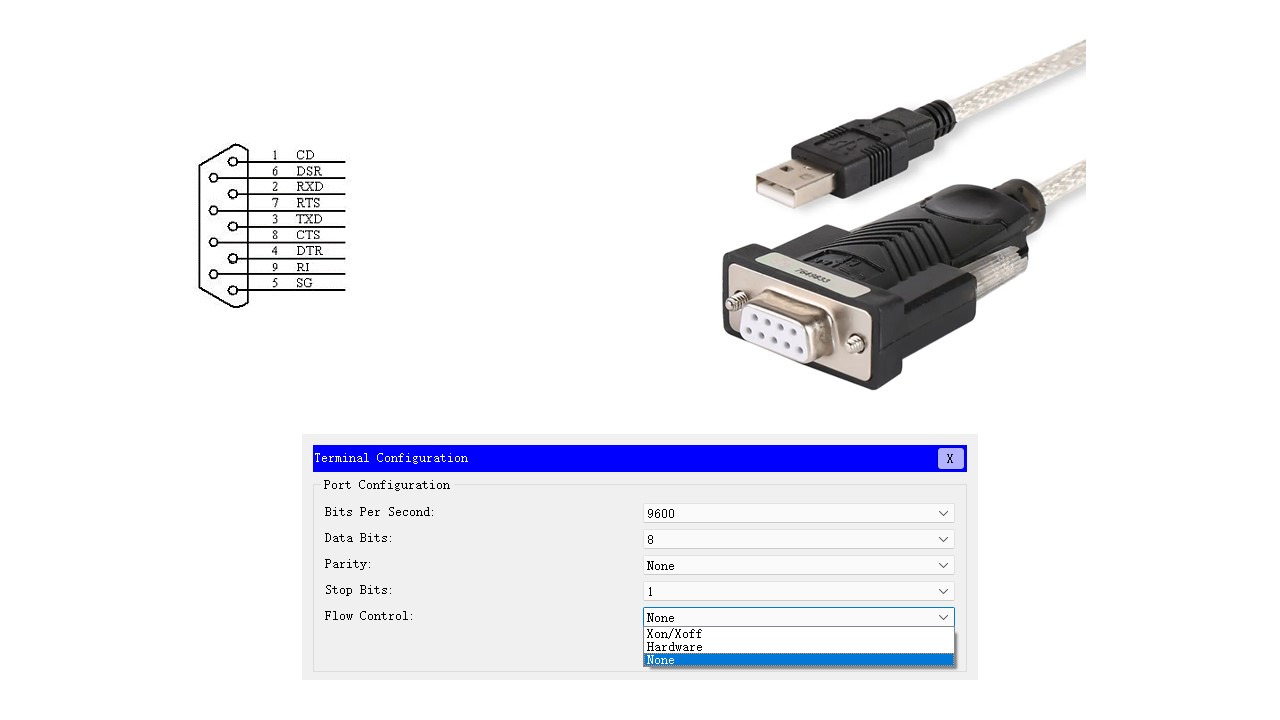 1 CD
6 DSR
2 RXD
7 RTS
3 TXD
8 CTS
4 DTR
9 RI
5 SG
7649833
Terminal Configuration X
Port Configuration
Bits Per Second: 9600
Data Bits: 8
Parity: None
Stop Bits: 1
Flow Control: None
Xon/Xoff
Hardware
None